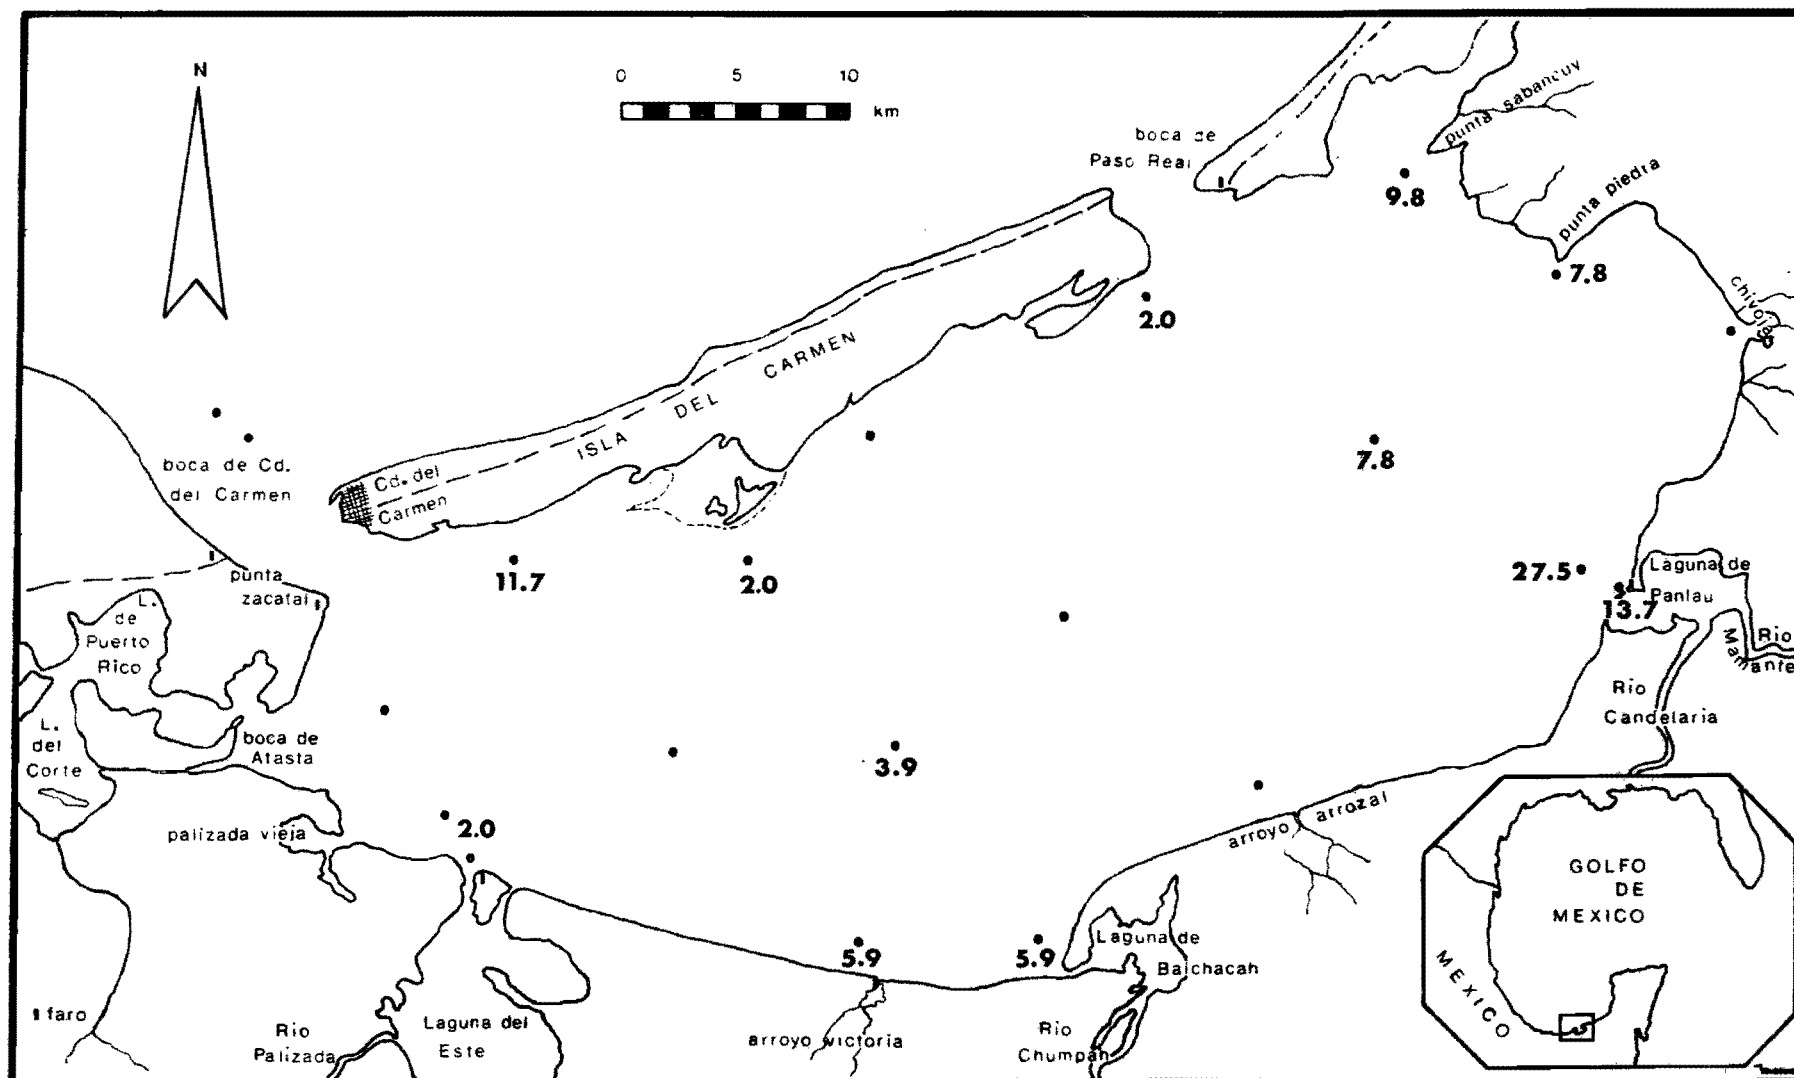 N
0 5 10
km
boca de
Paso Real
punta sabancuy
9.8
punta piedra
7.8
chivoja
2.0
ISLA DEL CARMEN
boca de Cd.
del Carmen
Cd. del
Carmen
7.8
11.7
2.0
27.5
13.7
Laguna de
Panlau
punta
zacatal
L.
de
Puerto
Rico
Rio
Mamante
Rio
Candelaria
L.
del
Corte
boca de
Atasta
3.9
palizada vieja
2.0
arroyo arrozal
5.9
5.9
Laguna de
Balchacah
faro
Rio
Palizada
Laguna del
Este
arroyo victoria
Rio
Chumpan
GOLFO
DE
MEXICO
MEXICO